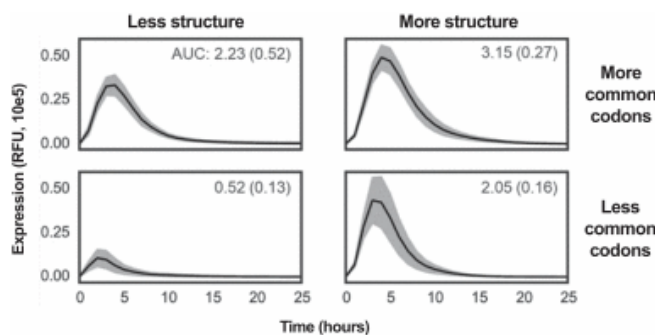 Less structure
More structure
Expression (RFU, 10e5)
0.50
0.25
0.00
AUC: 2.23 (0.52)
3.15 (0.27)
More
common
codons
0.50
0.25
0.00
0.52 (0.13)
2.05 (0.16)
Less
common
codons
0 5 10 15 20 25
0 5 10 15 20 25
Time (hours)